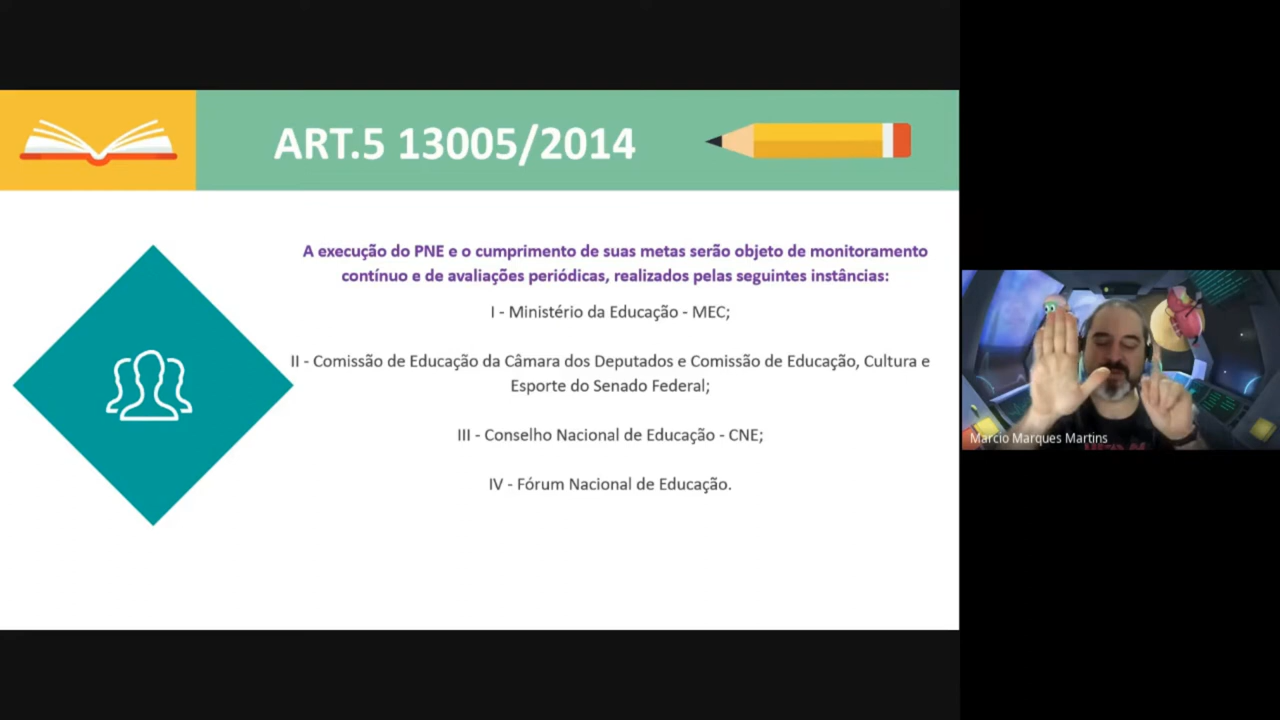 ART.5 13005/2014
A execução do PNE e o cumprimento de suas metas serão objeto de monitoramento
contínuo e de avaliações periódicas, realizados pelas seguintes instâncias:
I - Ministério da Educação - MEC;
II - Comissão de Educação da Câmara dos Deputados e Comissão de Educação, Cultura e
Esporte do Senado Federal;
III - Conselho Nacional de Educação - CNE;
IV - Fórum Nacional de Educação.
Marcio Marques Martins